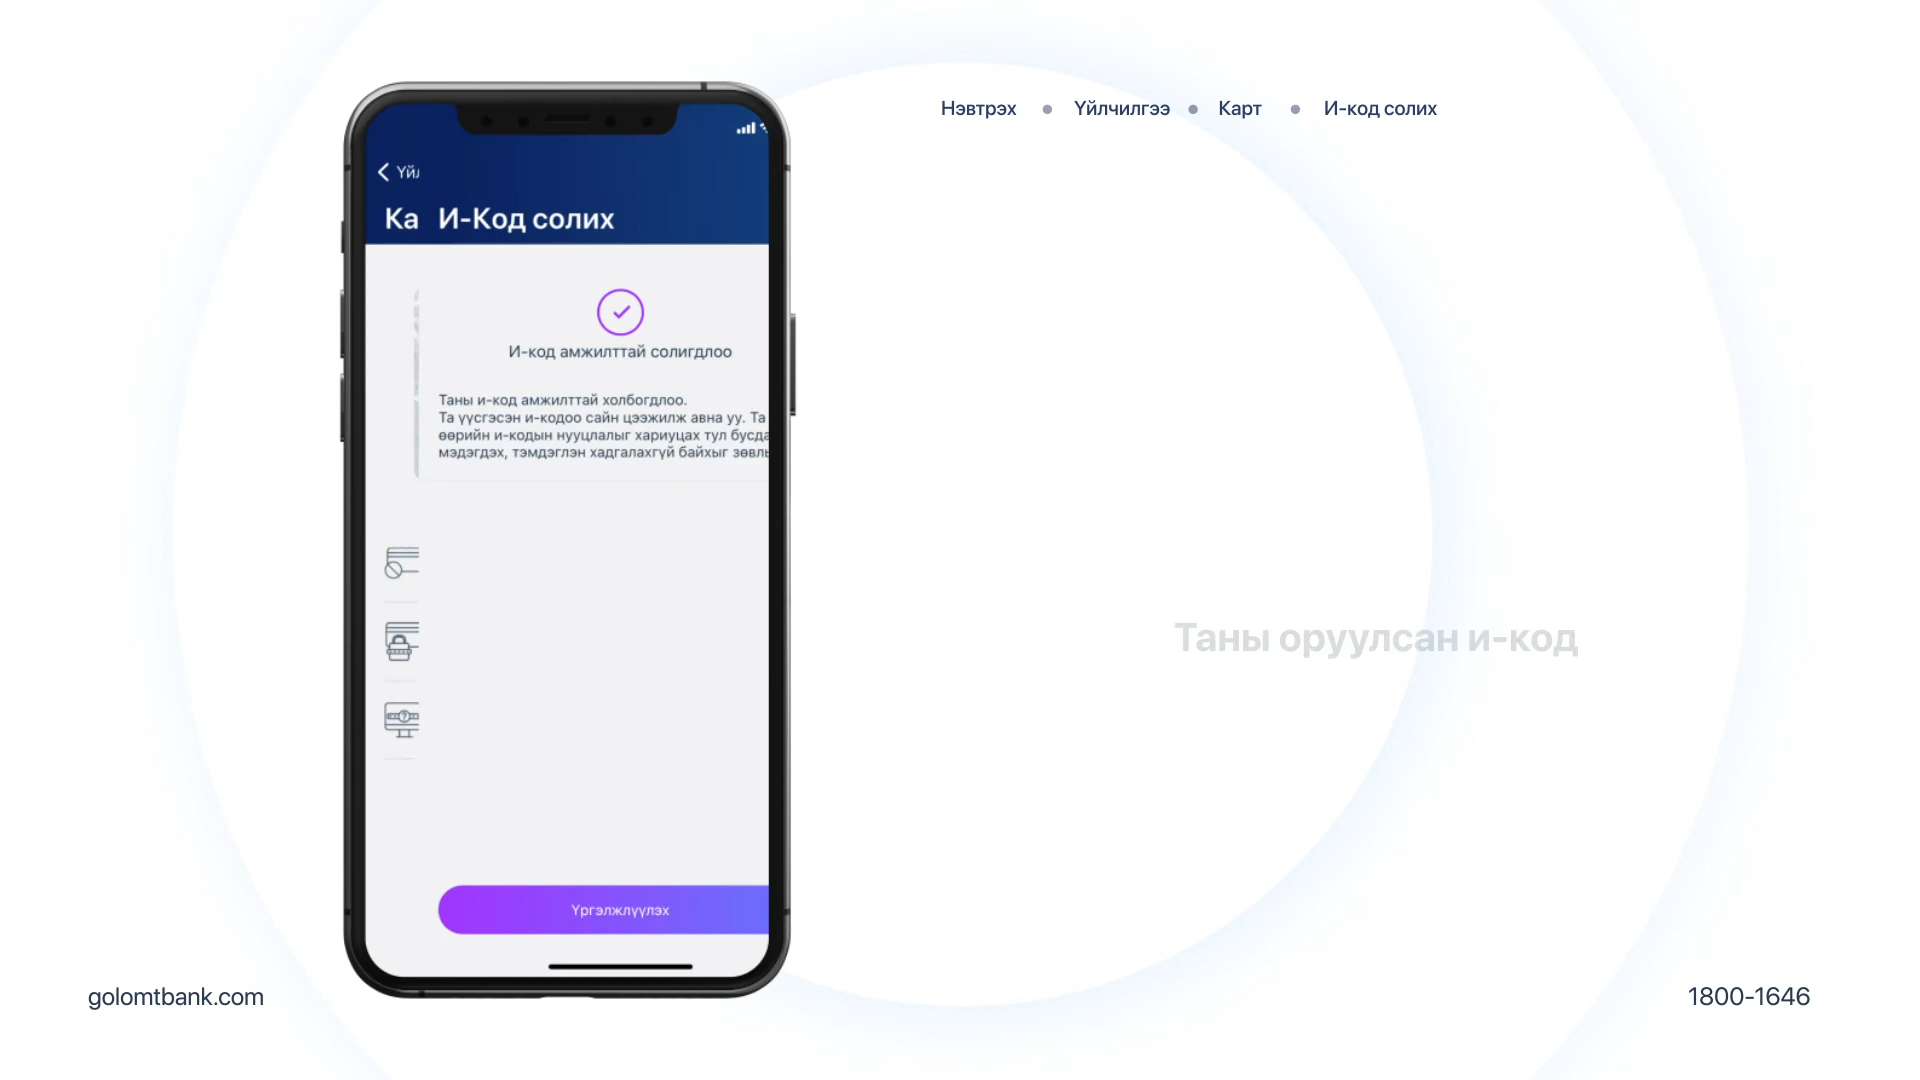 Нэвтрэх • Үйлчилгээ • Карт • И-код солих
Үйл
Ка И-Код солих
И-код амжилттай солигдлоо
Таны и-код амжилттай холбогдлоо.
Та үүсгэсэн и-кодоо сайн цээжилж авна уу. Та
өөрийн и-кодын нууцлалыг хариуцах тул бусда
мэдэгдэх, тэмдэглэн хадгалахгүй байхыг зөвль
Таны оруулсан и-код
Үргэлжлүүлэх
golomtbank.com
1800-1646